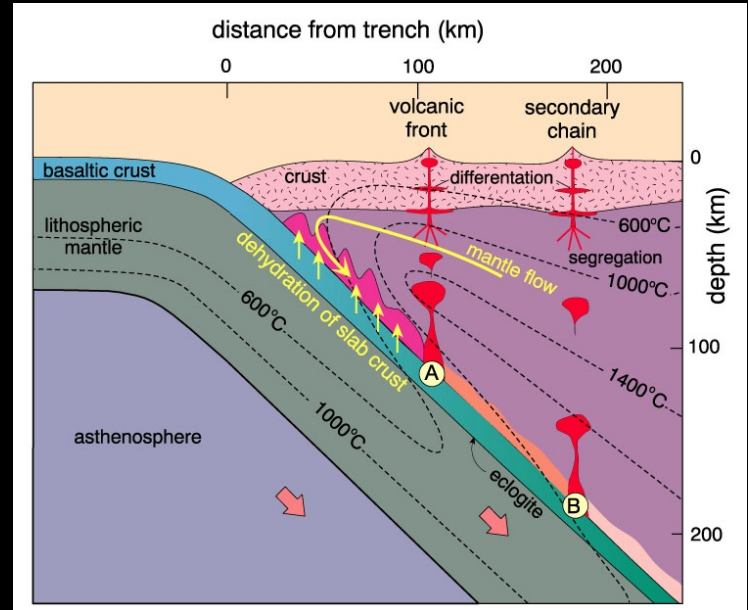 distance from trench (km)
0
100
200
volcanic
front
secondary
chain
0
basaltic crust
crust
differentation
lithospheric
mantle
600°C
segregation
mantle flow
1000°C
depth (km)
dehydration of slab crust
600°C
100
A
1400°C
1000°C
asthenosphere
eclogite
B
200